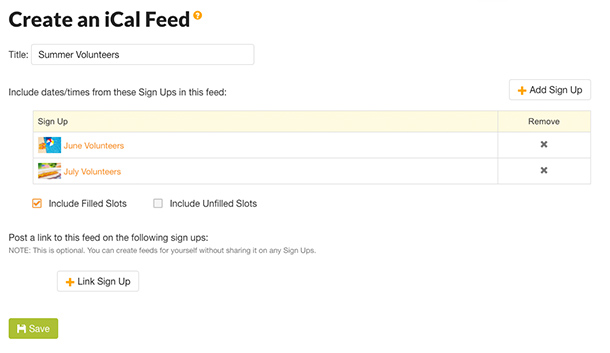 Create an iCal Feed ?
Title: Summer Volunteers
Include dates/times from these Sign Ups in this feed:
+ Add Sign Up
Sign Up Remove
June Volunteers ✖
July Volunteers ✖
Include Filled Slots Include Unfilled Slots
Post a link to this feed on the following sign ups:
NOTE: This is optional. You can create feeds for yourself without sharing it on any Sign Ups.
+ Link Sign Up
Save